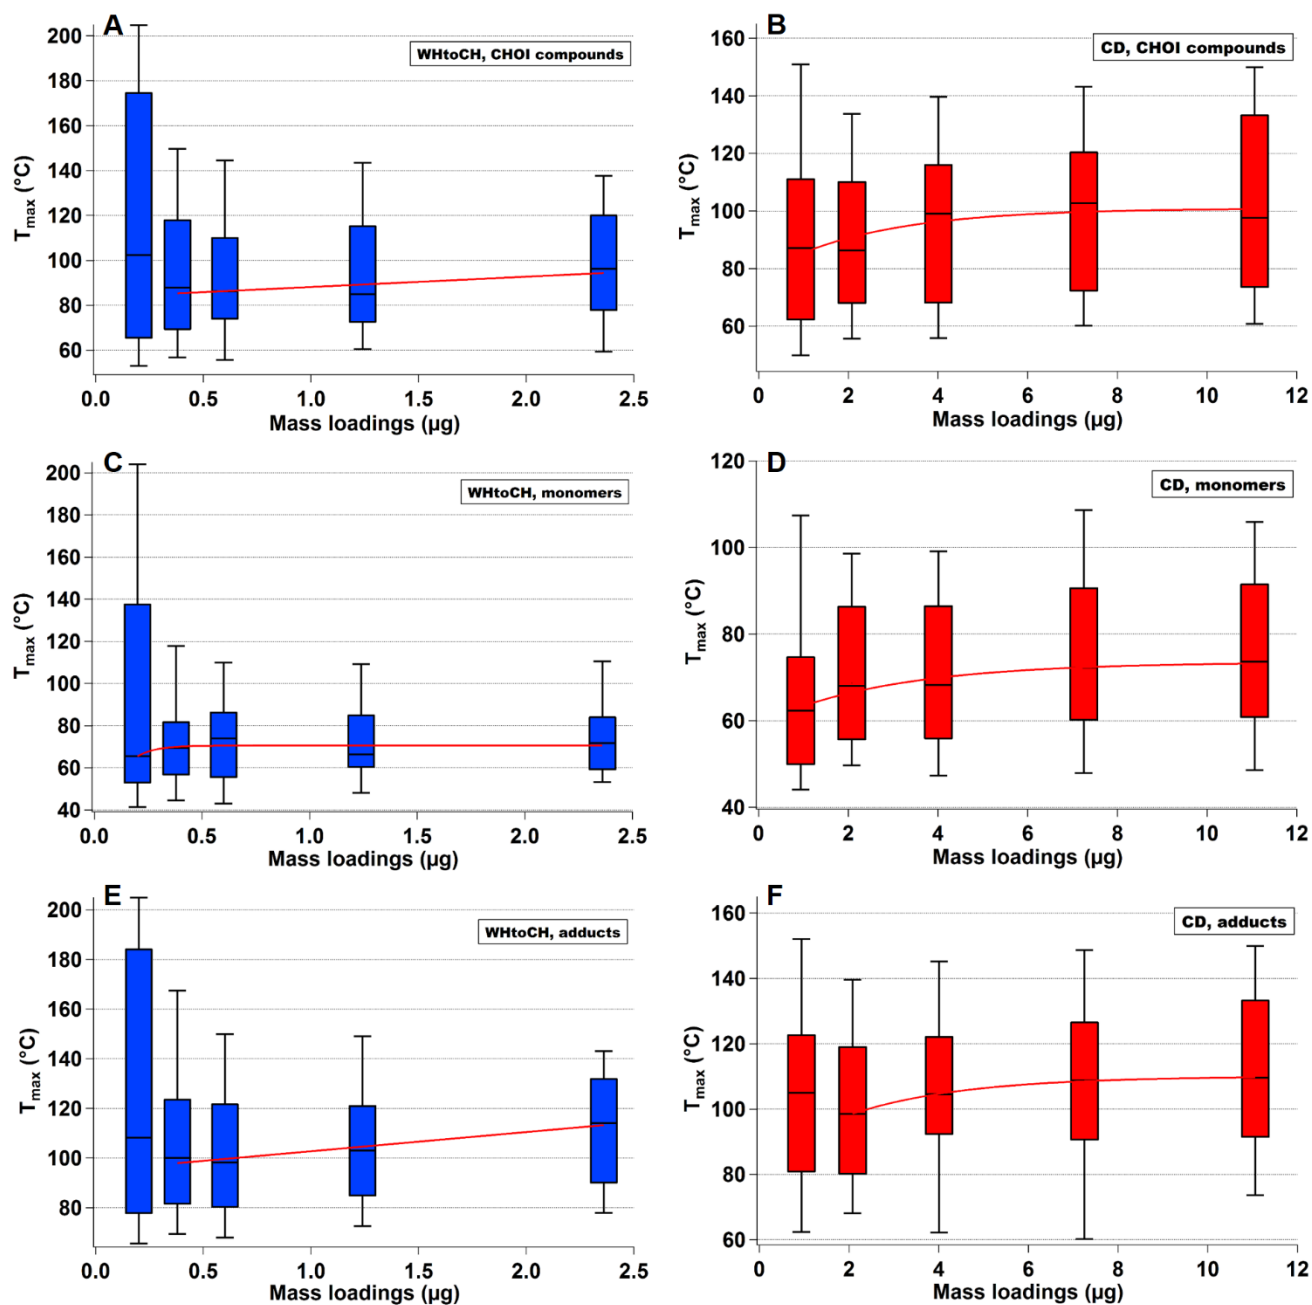 A
WHtoCH, CHOI compounds
200
180
160
140
120
100
80
60
Tmax (°C)
0.0 0.5 1.0 1.5 2.0 2.5
Mass loadings (µg)
B
CD, CHOI compounds
160
140
120
100
80
60
Tmax (°C)
0 2 4 6 8 10 12
Mass loadings (µg)
C
WHtoCH, monomers
200
180
160
140
120
100
80
60
40
Tmax (°C)
0.0 0.5 1.0 1.5 2.0 2.5
Mass loadings (µg)
D
CD, monomers
120
100
80
60
40
Tmax (°C)
0 2 4 6 8 10 12
Mass loadings (µg)
E
WHtoCH, adducts
200
180
160
140
120
100
80
Tmax (°C)
0.0 0.5 1.0 1.5 2.0 2.5
Mass loadings (µg)
F
CD, adducts
160
140
120
100
80
60
Tmax (°C)
0 2 4 6 8 10 12
Mass loadings (µg)